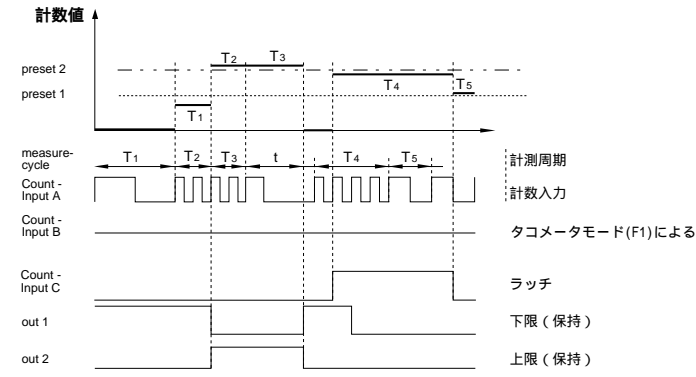 計数値
preset 2
preset 1
T2
T3
T4
T5
T1
measure-
cycle
T1
T2
T3
t
T4
T5
計測周期
Count -
Input A
計数入力
Count -
Input B
タコメータモード(F1)による
Count -
Input C
ラッチ
out 1
下限 ( 保持 )
out 2
上限 ( 保持 )